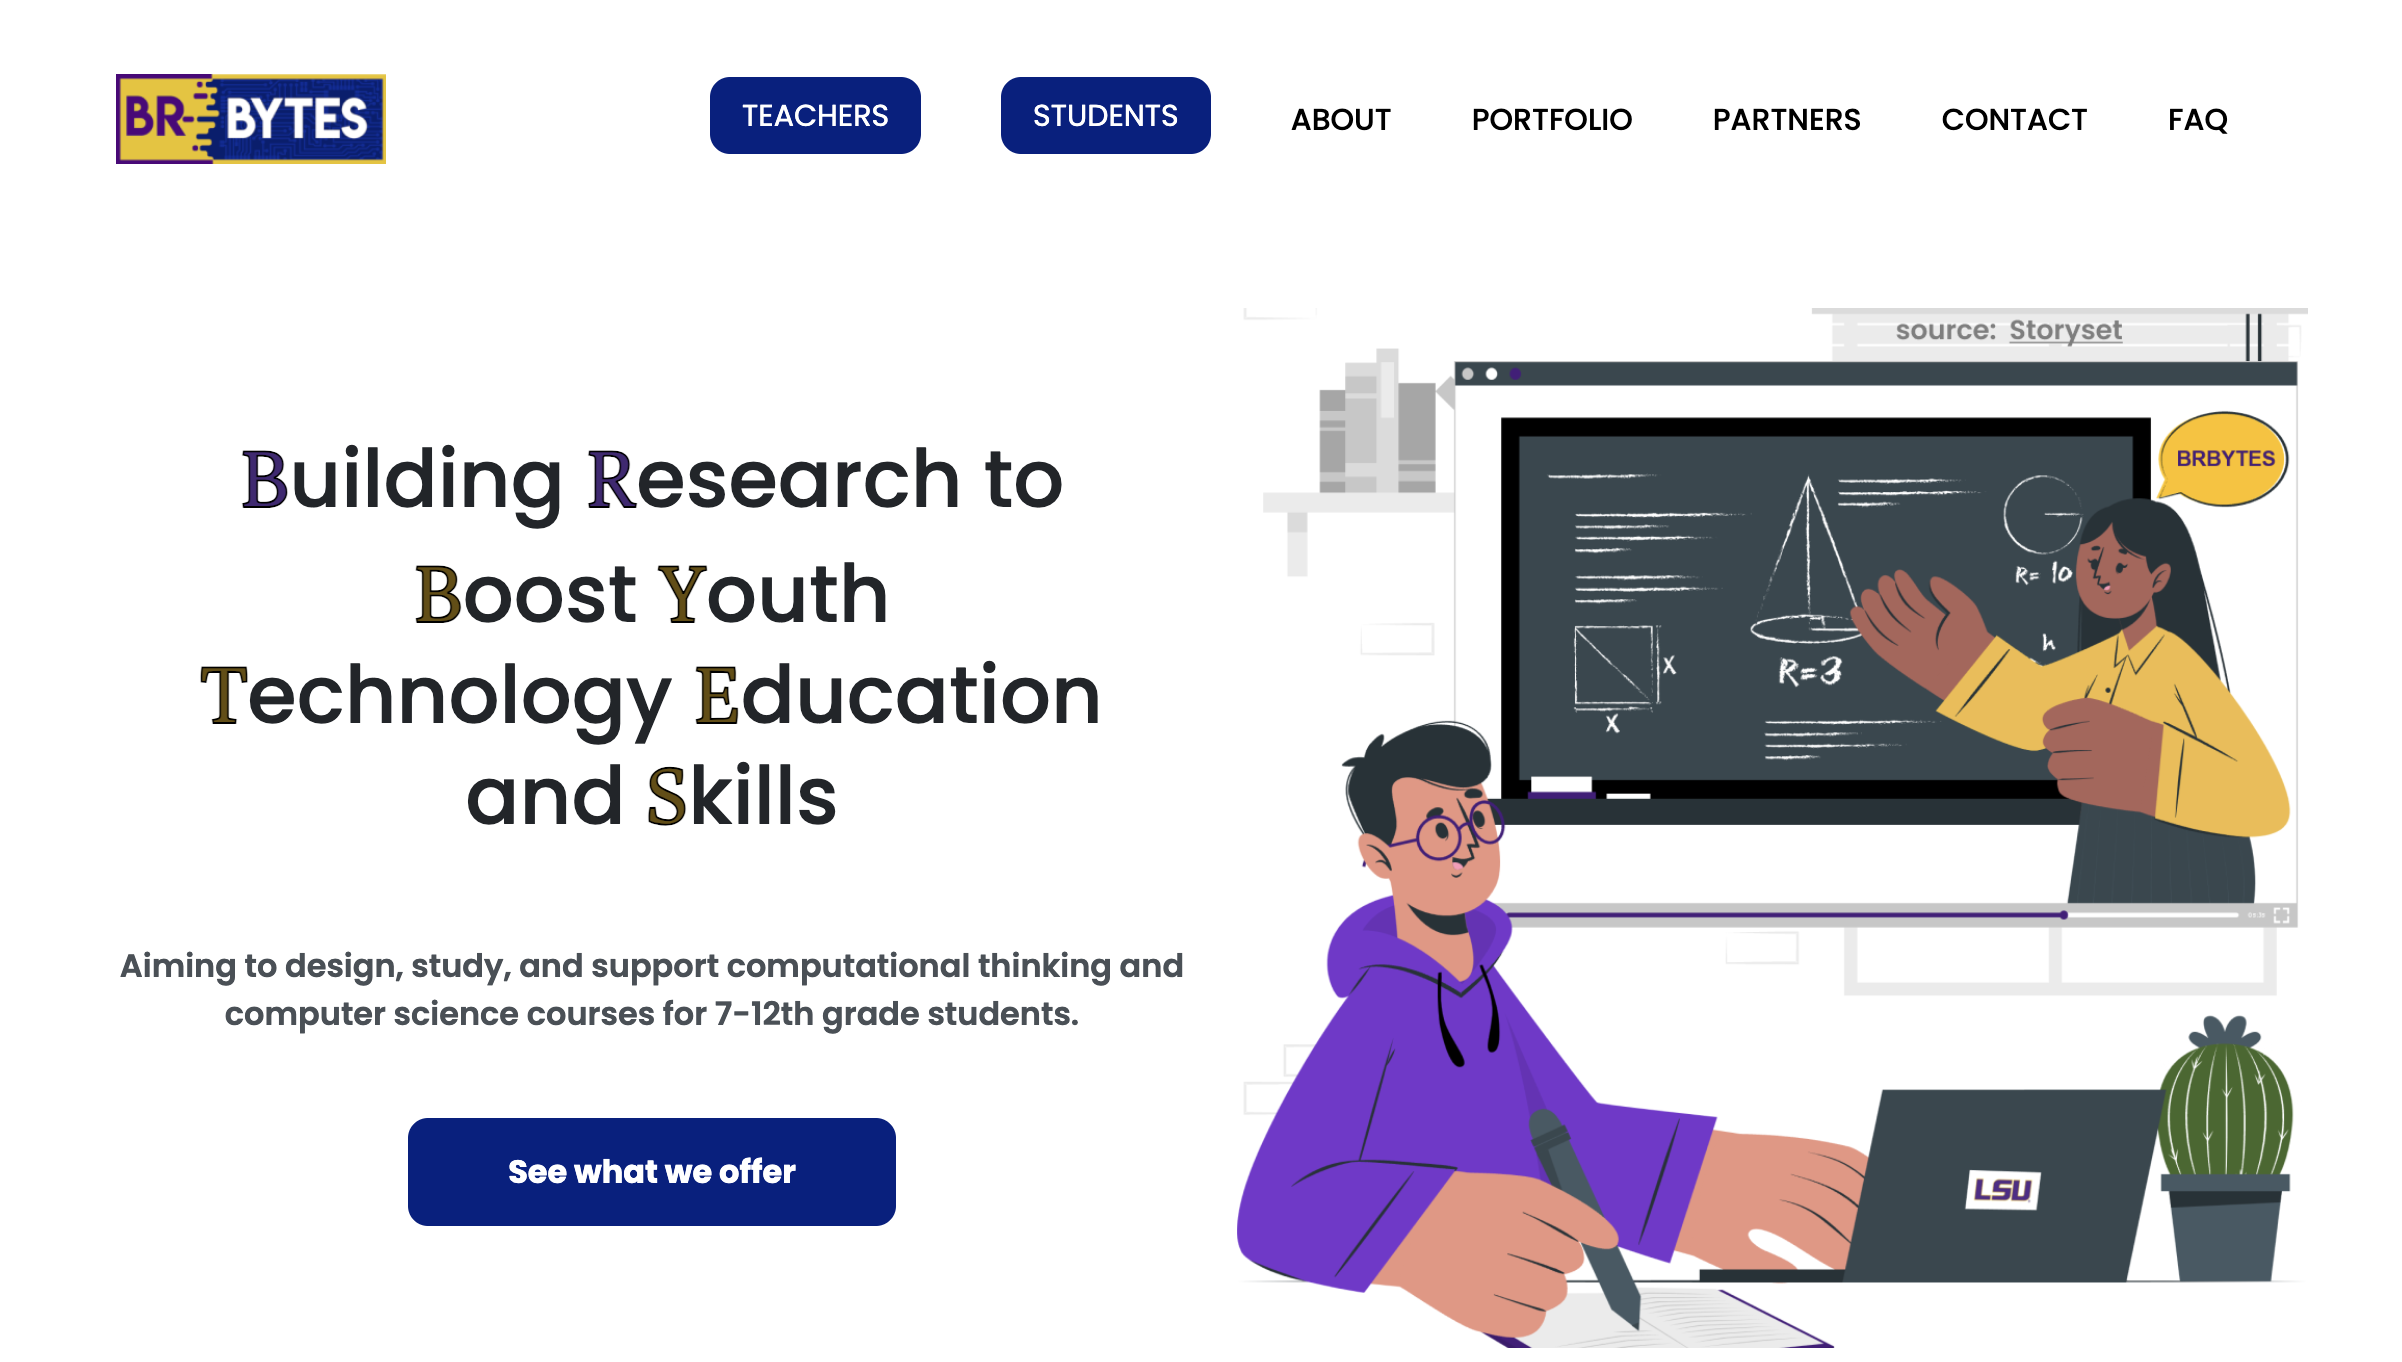 BR-BYTES
TEACHERS
STUDENTS
ABOUT
PORTFOLIO
PARTNERS
CONTACT
FAQ
Building Research to
Boost Youth
Technology Education
and Skills
Aiming to design, study, and support computational thinking and
computer science courses for 7-12th grade students.
See what we offer
source: Storyset
BRBYTES
R= 10
h
R=3
X
X
LSU